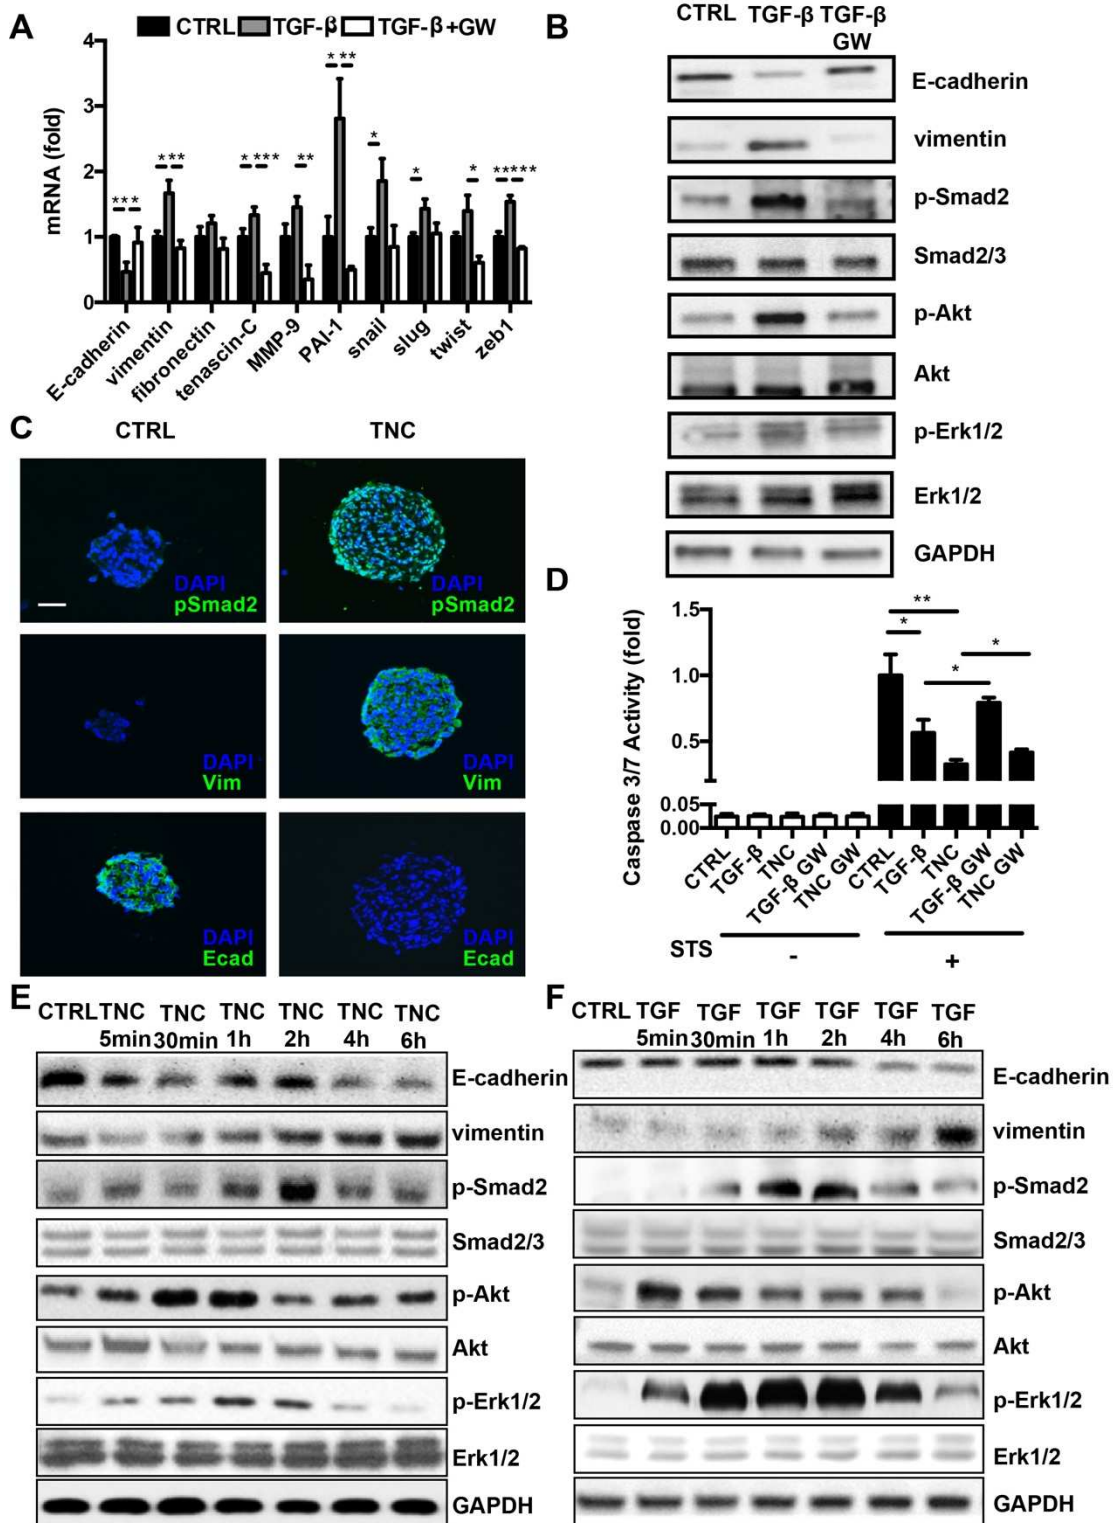 A
CTRL TGF-β TGF-β+GW
mRNA (fold)
4
3
2
1
0
*** * * *** * *** ** * ** * * * ** ***
E-cadherin
vimentin
fibronectin
tenascin-C
MMP-9
PAI-1
snail
slug
twist
zeb1
B
CTRL TGF-β TGF-β GW
E-cadherin
vimentin
p-Smad2
Smad2/3
p-Akt
Akt
p-Erk1/2
Erk1/2
GAPDH
C
CTRL TNC
DAPI
pSmad2
DAPI
pSmad2
DAPI
Vim
DAPI
Vim
DAPI
Ecad
DAPI
Ecad
D
Caspase 3/7 Activity (fold)
1.5
1.0
0.5
0.05
0.00
**
*
*
*
CTRL
TGF-β
TNC
TGF-β GW
TNC GW
CTRL
TGF-β
TNC
TGF-β GW
TNC GW
STS - +
E
CTRL TNC TNC TNC TNC TNC TNC
5min 30min 1h 2h 4h 6h
E-cadherin
vimentin
p-Smad2
Smad2/3
p-Akt
Akt
p-Erk1/2
Erk1/2
GAPDH
F
CTRL TGF TGF TGF TGF TGF TGF
5min 30min 1h 2h 4h 6h
E-cadherin
vimentin
p-Smad2
Smad2/3
p-Akt
Akt
p-Erk1/2
Erk1/2
GAPDH